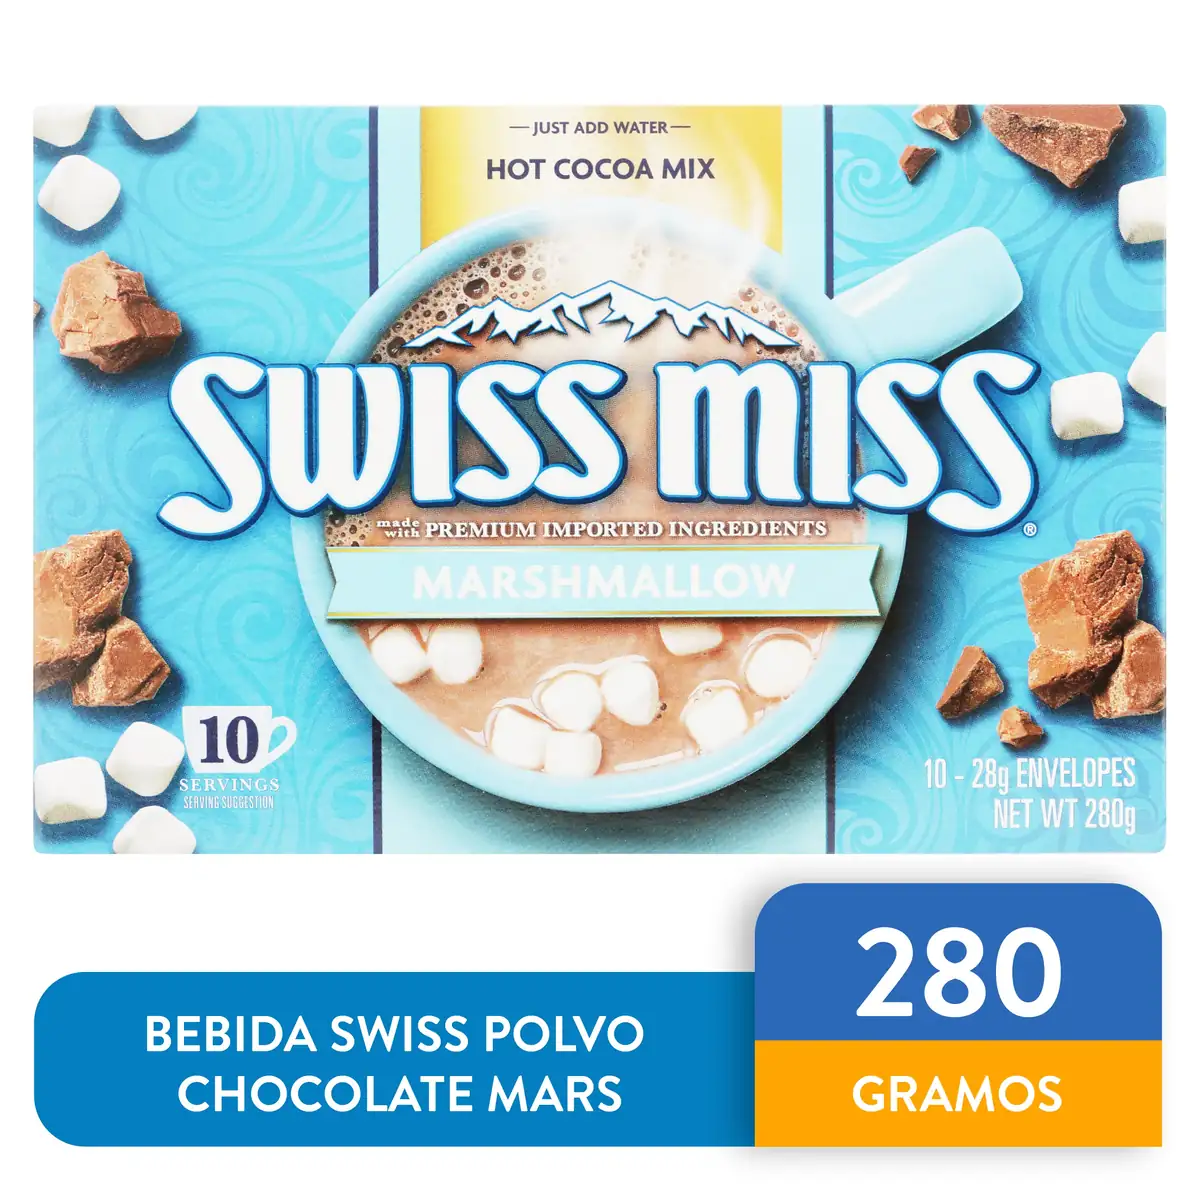 JUST ADD WATER
HOT COCOA MIX
SWISS MISS®
made with PREMIUM IMPORTED INGREDIENTS
MARSHMALLOW
10
SERVINGS
SERVING SUGGESTION
10 - 28g ENVELOPES
NET WT 280g
280
GRAMOS
BEBIDA SWISS POLVO
CHOCOLATE MARS